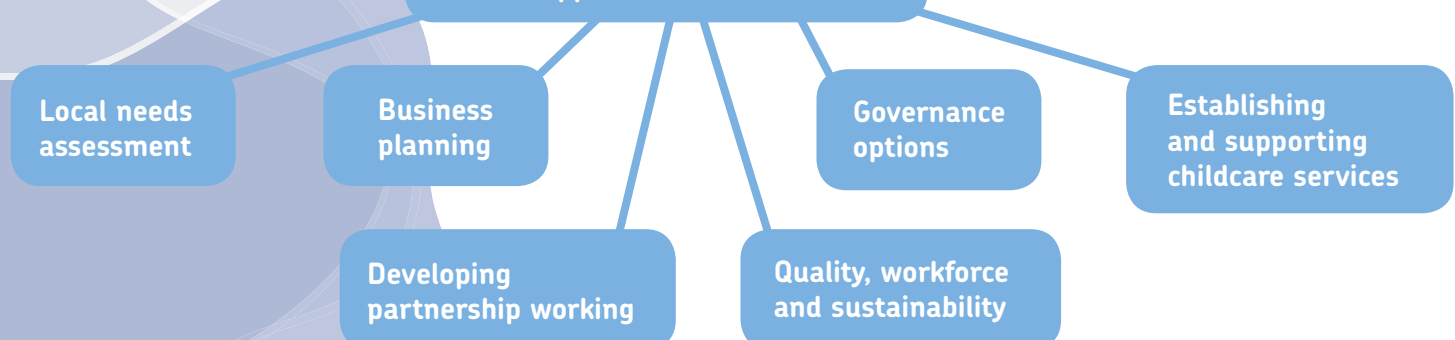 Local needs
assessment
Business
planning
Governance
options
Establishing
and supporting
childcare services
Developing
partnership working
Quality, workforce
and sustainability